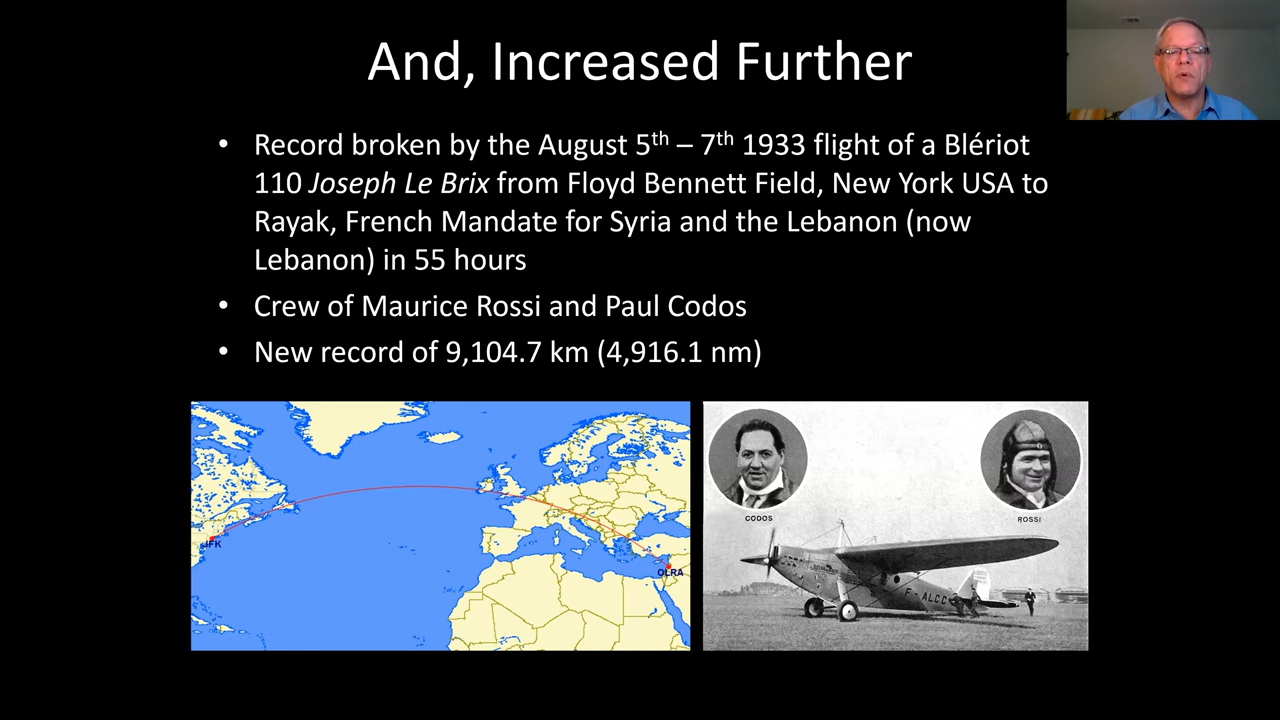 And, Increased Further
• Record broken by the August 5th – 7th 1933 flight of a Blériot
110 Joseph Le Brix from Floyd Bennett Field, New York USA to
Rayak, French Mandate for Syria and the Lebanon (now
Lebanon) in 55 hours
• Crew of Maurice Rossi and Paul Codos
• New record of 9,104.7 km (4,916.1 nm)
JFK
OLRA
CODOS
ROSSI
F-ALCC